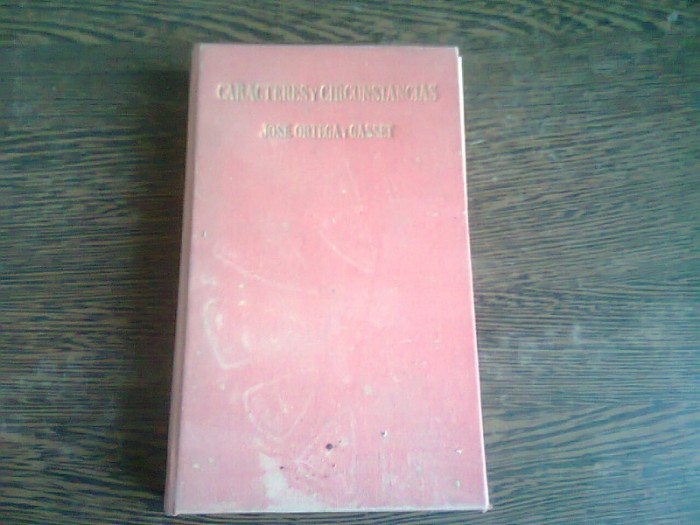 CARACTERES Y CIRCUNSTANCIAS
JOSE ORTEGA Y GASSET